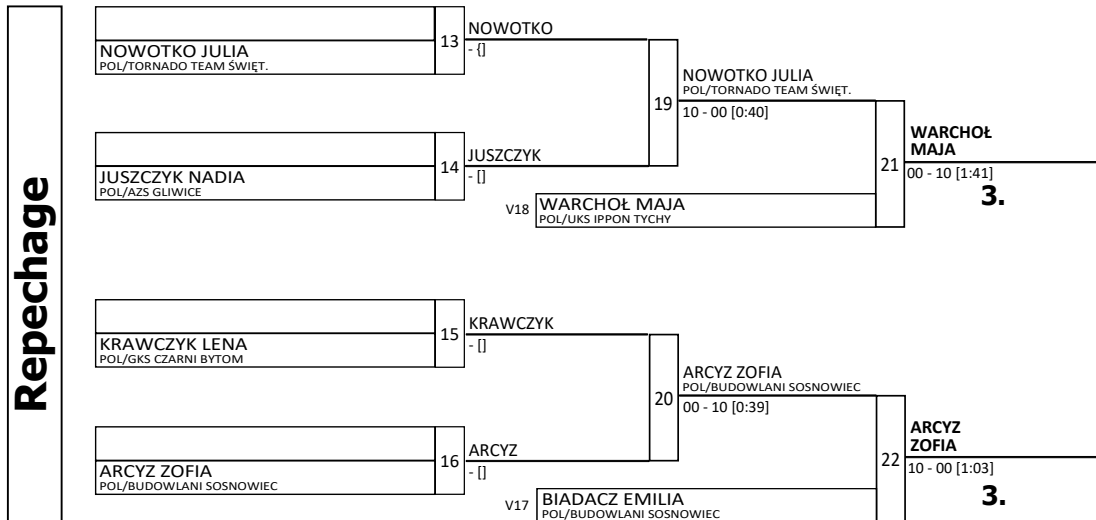 Repechage
NOWOTKO JULIA
POL/TORNADO TEAM ŚWIĘT.
13
NOWOTKO
- {]
JUSZCZYK NADIA
POL/AZS GLIWICE
14
JUSZCZYK
- []
19
NOWOTKO JULIA
POL/TORNADO TEAM ŚWIĘT.
10 - 00 [0:40]
V18
WARCHOŁ MAJA
POL/UKS IPPON TYCHY
21
WARCHOŁ
MAJA
00 - 10 [1:41]
3.
KRAWCZYK LENA
POL/GKS CZARNI BYTOM
15
KRAWCZYK
- []
ARCYZ ZOFIA
POL/BUDOWLANI SOSNOWIEC
16
ARCYZ
- []
20
ARCYZ ZOFIA
POL/BUDOWLANI SOSNOWIEC
00 - 10 [0:39]
V17
BIADACZ EMILIA
POL/BUDOWLANI SOSNOWIEC
22
ARCYZ
ZOFIA
10 - 00 [1:03]
3.